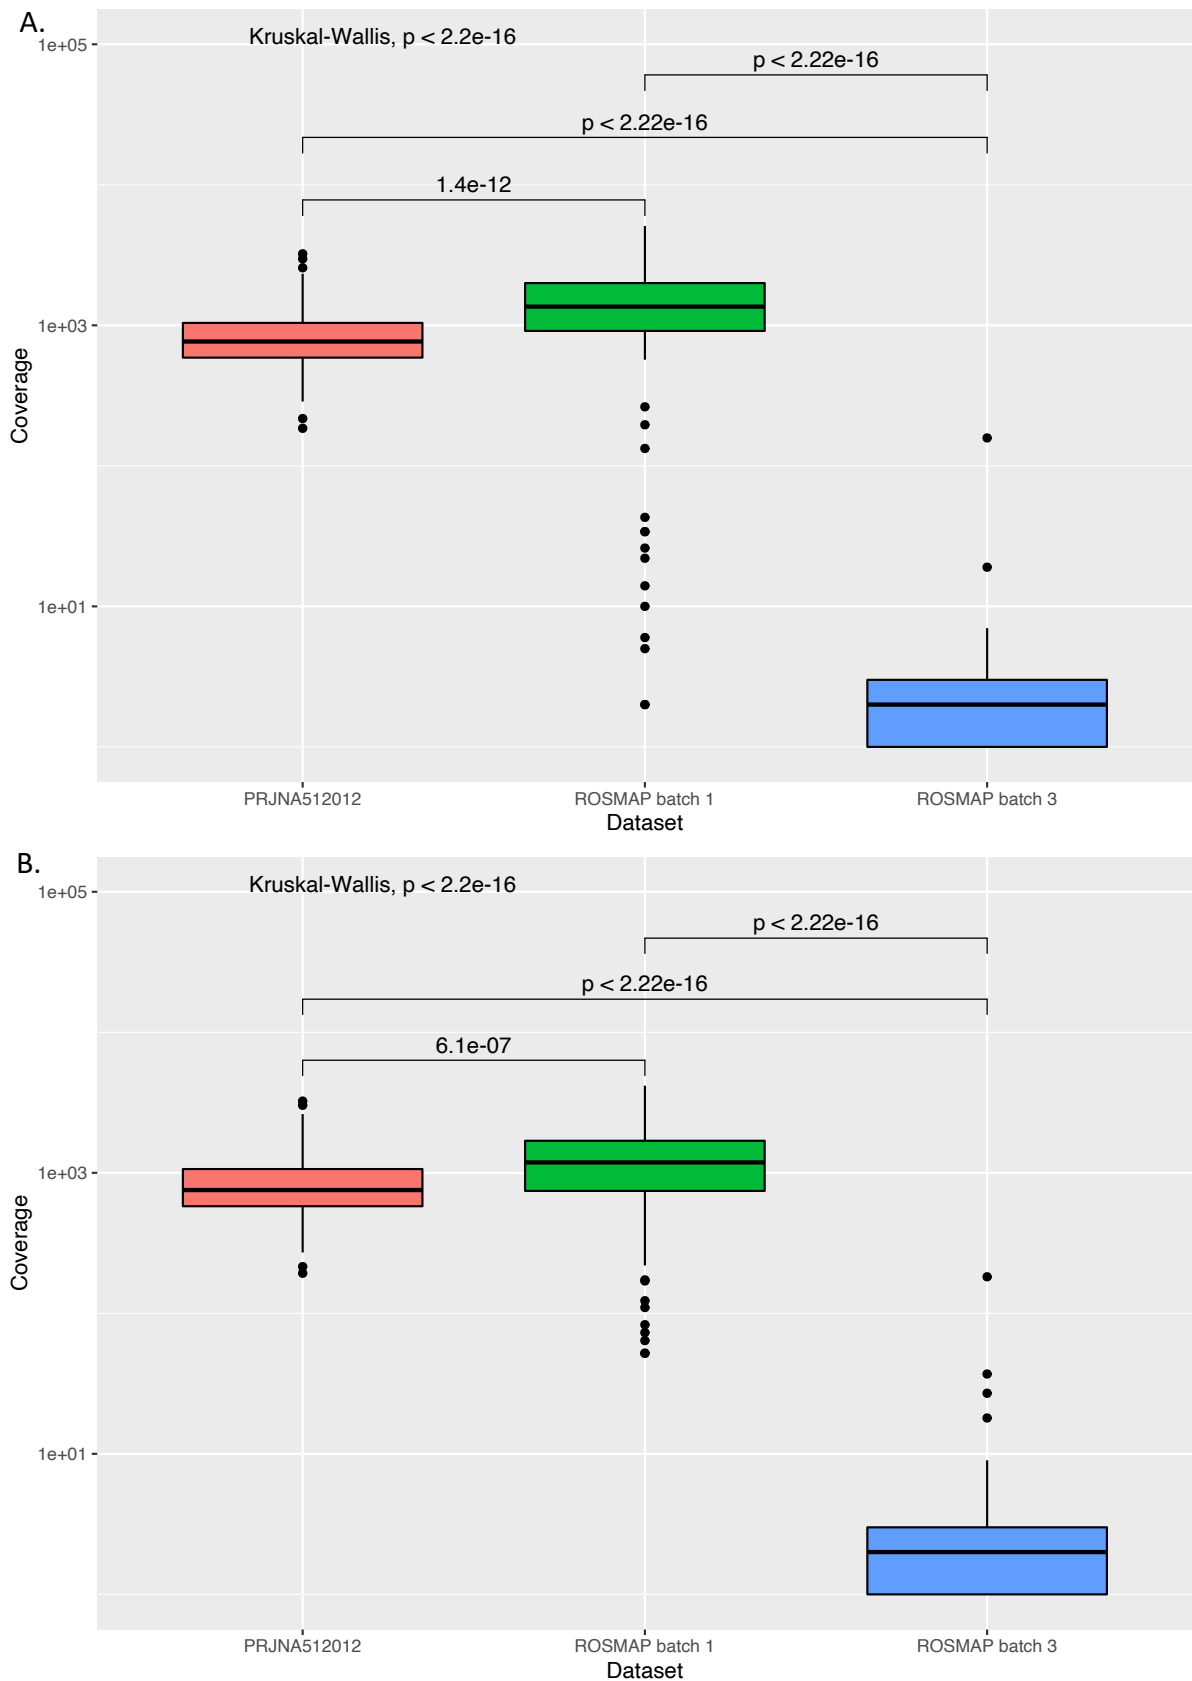 A.
Kruskal-Wallis, p < 2.2e-16
1e+05
p < 2.22e-16
p < 2.22e-16
1.4e-12
1e+03
Coverage
1e+01
PRJNA512012 ROSMAP batch 1 ROSMAP batch 3
Dataset
B.
Kruskal-Wallis, p < 2.2e-16
1e+05
p < 2.22e-16
p < 2.22e-16
6.1e-07
1e+03
Coverage
1e+01
PRJNA512012 ROSMAP batch 1 ROSMAP batch 3
Dataset